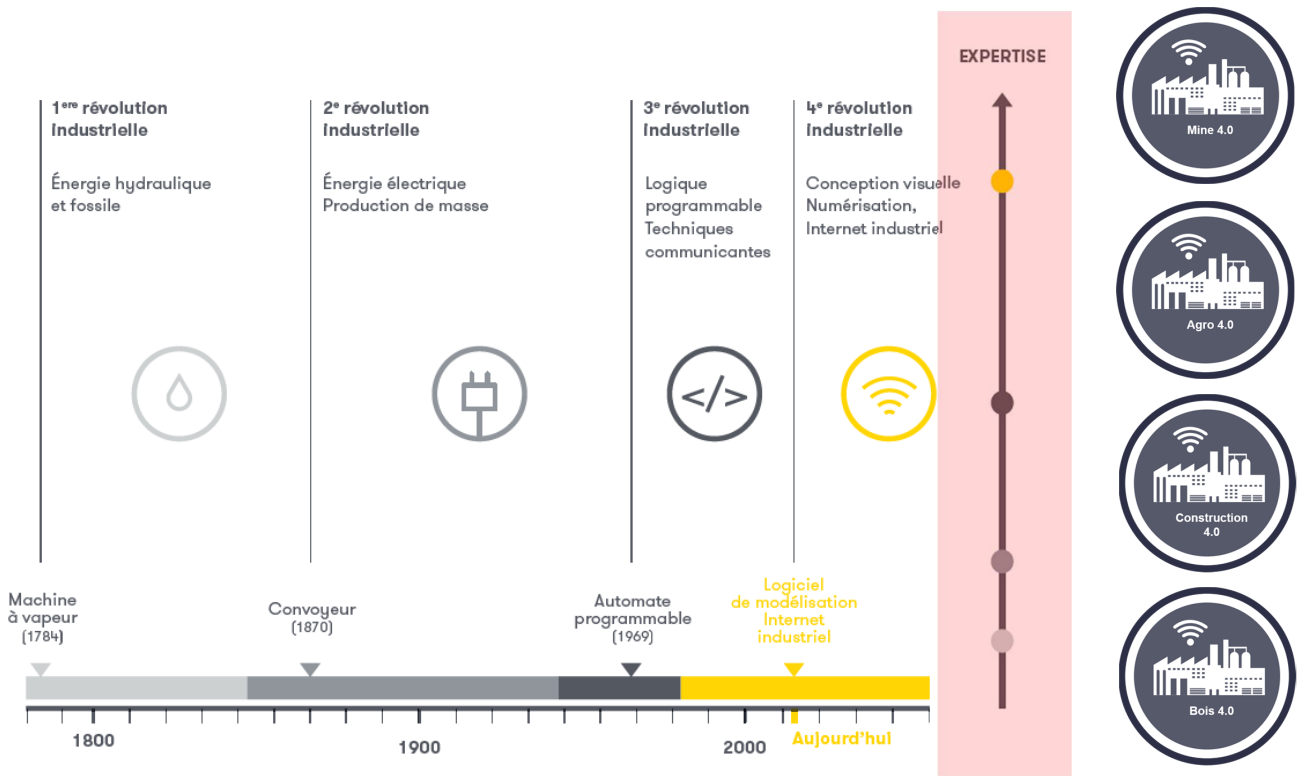 1ere révolution
industrielle
Énergie hydraulique
et fossile
2e révolution
industrielle
Énergie électrique
Production de masse
3e révolution
industrielle
Logique
programmable
Techniques
communicantes
4e révolution
industrielle
Conception visuelle
Numérisation,
Internet industriel
EXPERTISE
</>
Machine
à vapeur
(1784)
Convoyeur
(1870)
Automate
programmable
(1969)
Logiciel
de modélisation
Internet
industriel
1800
1900
2000
Aujourd'hui
Mine 4.0
Agro 4.0
Construction
4.0
Bois 4.0